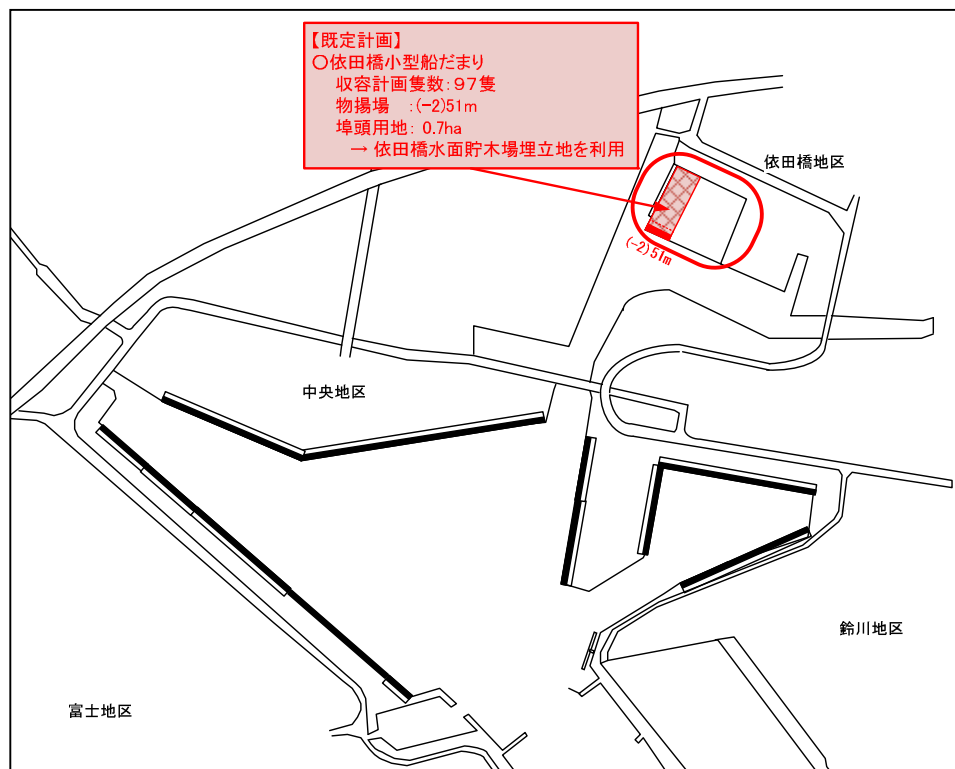 【既定計画】
○依田橋小型船だまり
収容計画隻数:97隻
物揚場 :(-2)51m
埠頭用地: 0.7ha
→ 依田橋水面貯木場埋立地を利用
依田橋地区
(-2)51m
中央地区
鈴川地区
富士地区